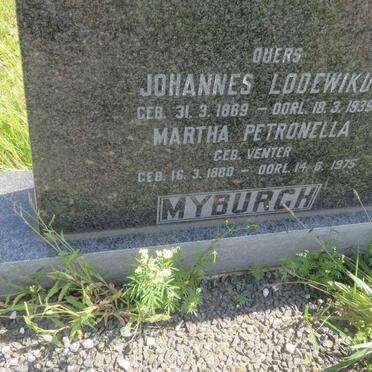 OUERS
JOHANNES LODEWIKU
GEB. 31.3.1869 – OORL. 18.3.1939
MARTHA PETRONELLA
GEB. VENTER
GEB. 16.3.1880 – OORL. 14.6.1975
MYBURGH